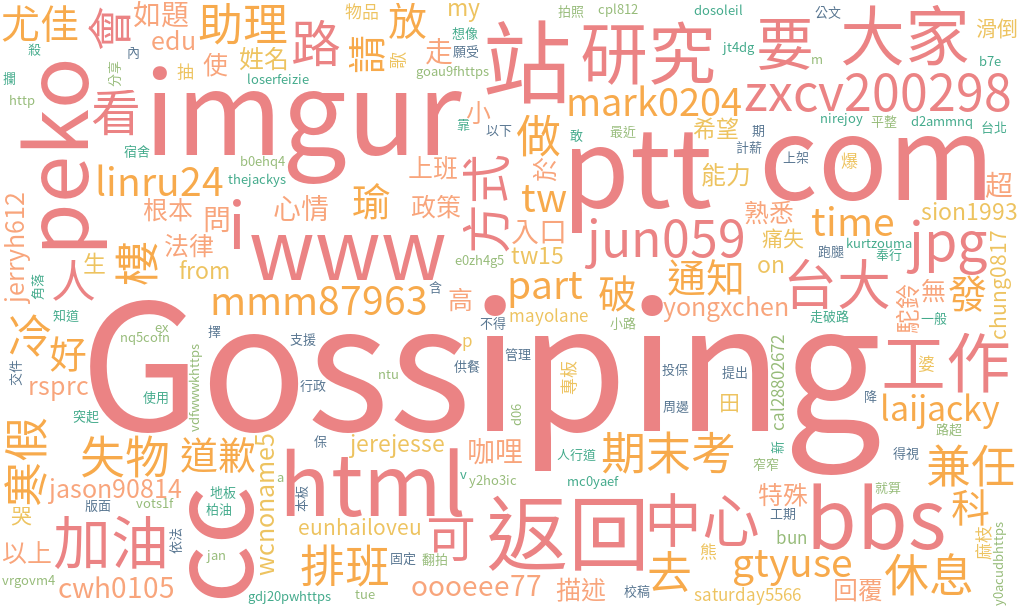 尤佳
會
如題
助理
物品
放
my
拍照
cpl812
dosoleil
公文
滑倒
edu
路
請
歌
走
想像
願受
站
研究
jt4dg
要
大家
b7e
殺
內
姓名
使
抽
loserfeizie
goau9fhttps
m
攔
分享
http
peko
看
imgur
小
靠
以下
做
mark0204
zxcv200298
敢
最近
希望
期
nirejoy
平整
d2ammnq
台北
宿舍
b0ehq4
thejackys
linru24
上班
方式
於
ptt
計薪
上架
爆
com
能力
超
根本
問
i
心情
瑜
政策
tw
入口
jun059
熟悉
time
sion1993
jerryh612
樓
法律
www
痛失
跑腿
kurtzouma
奉行
jpg
生
from
e0zh4g5
tw15
on
chung0817
角落
人
mmm87963
含
高
part
破
通知
yongxchen
台大
駝鈴
無
發
知道
冷
好
nq5cofn
ex
擇
支援
不得
mayolane
小路
走破路
一般
Gossiping
p
管理
供餐
交件
rsprc
使用
vdfwwwkhttps
行政
ntu
專板
投保
提出
cal28802672
工作
婆
突起
d06
周邊
田
降
laijacky
寒假
失物
道歉
wcnoname5
保
jerejesse
咖哩
人行道
期末考
新
窄窄
得視
路超
兼任
jason90814
地板
a
html
v
y2ho3ic
mc0yaef
特殊
就算
科
哭
版面
vots1f
柏油
cc
本板
eunhailoveu
可
返回
中心
工期
bbs
麻枝
以上
加油
依法
jan
排班
固定
翻拍
熊
bun
y0acudbhttps
vrgovm4
cwh0105
gdj20pwhttps
tue
oooeee77
描述
校稿
去
saturday5566
gtyuse
回覆
休息